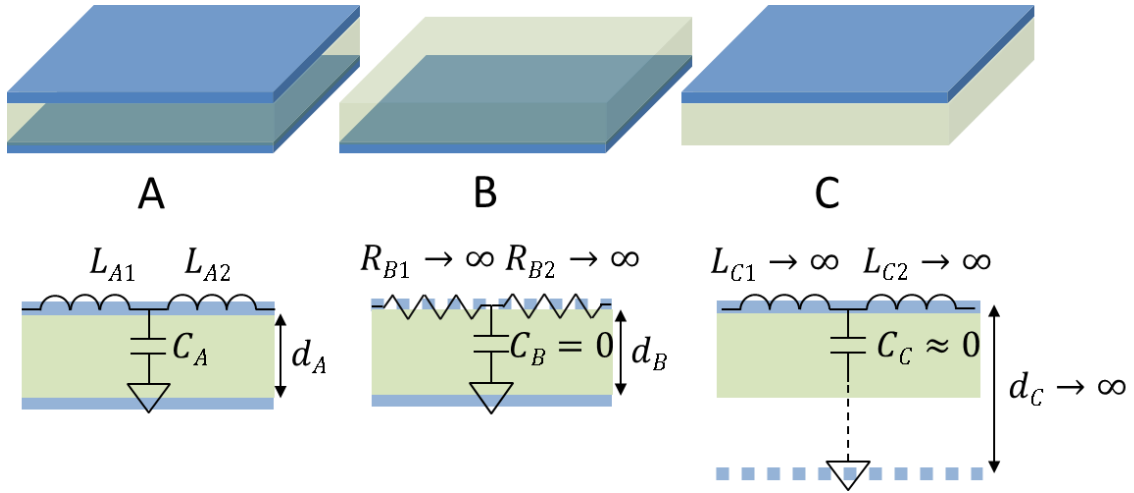 A
B
C
L_{A1} L_{A2}
R_{B1} → ∞ R_{B2} → ∞
L_{C1} → ∞ L_{C2} → ∞
C_A
d_A
C_B = 0
d_B
C_C ≈ 0
d_C → ∞